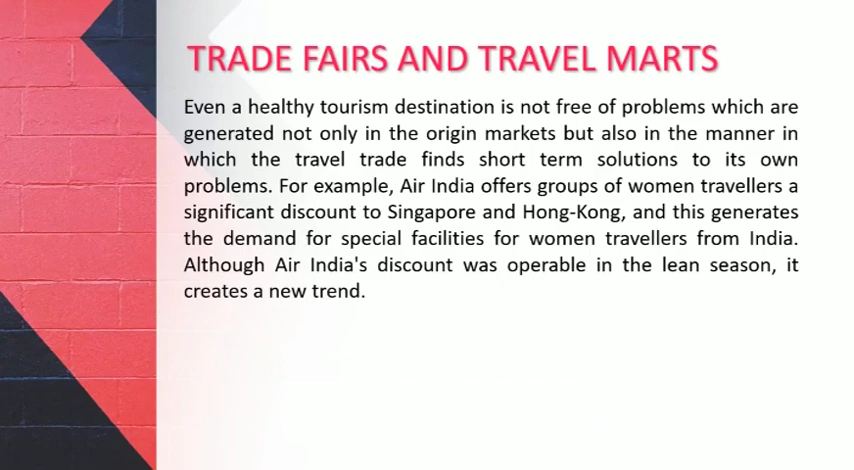 TRADE FAIRS AND TRAVEL MARTS
Even a healthy tourism destination is not free of problems which are
generated not only in the origin markets but also in the manner in
which the travel trade finds short term solutions to its own
problems. For example, Air India offers groups of women travellers a
significant discount to Singapore and Hong-Kong, and this generates
the demand for special facilities for women travellers from India.
Although Air India's discount was operable in the lean season, it
creates a new trend.